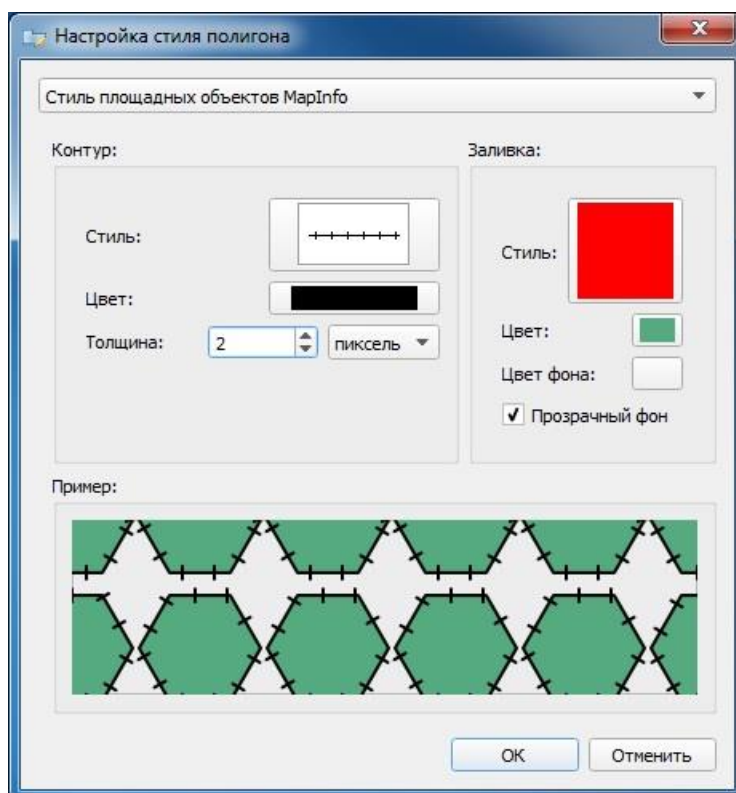 Настройка стиля полигона
Стиль площадных объектов MapInfo
Контур:
Заливка:
Стиль:
Стиль:
Цвет:
Цвет:
Толщина: 2 пиксель
Цвет фона:
Прозрачный фон
Пример:
OK Отменить